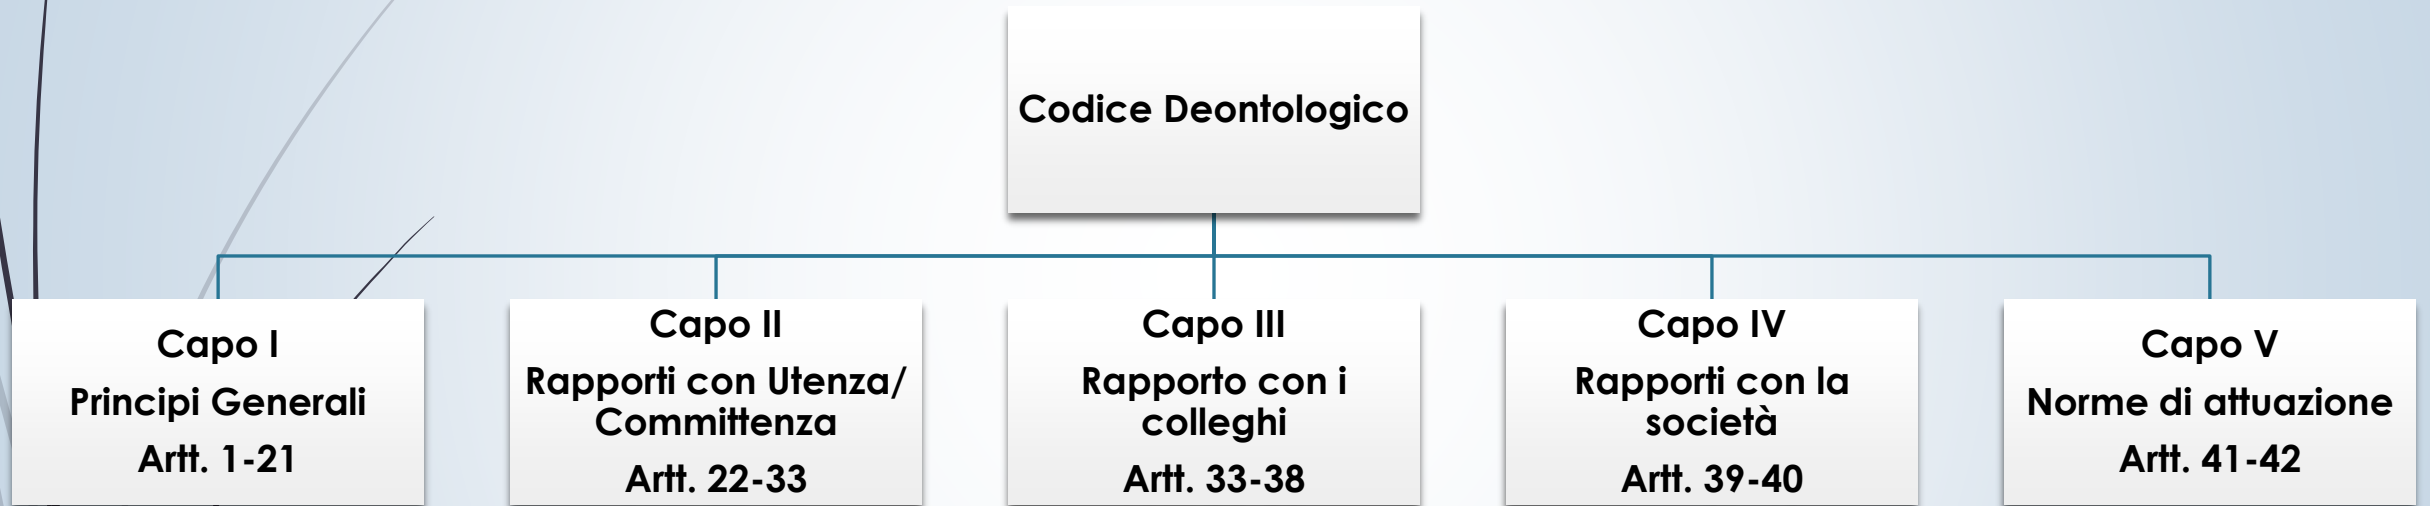 Codice Deontologico
Capo I
Principi Generali
Artt. 1-21
Capo II
Rapporti con Utenza/
Committenza
Artt. 22-33
Capo III
Rapporto con i
colleghi
Artt. 33-38
Capo IV
Rapporti con la
società
Artt. 39-40
Capo V
Norme di attuazione
Artt. 41-42